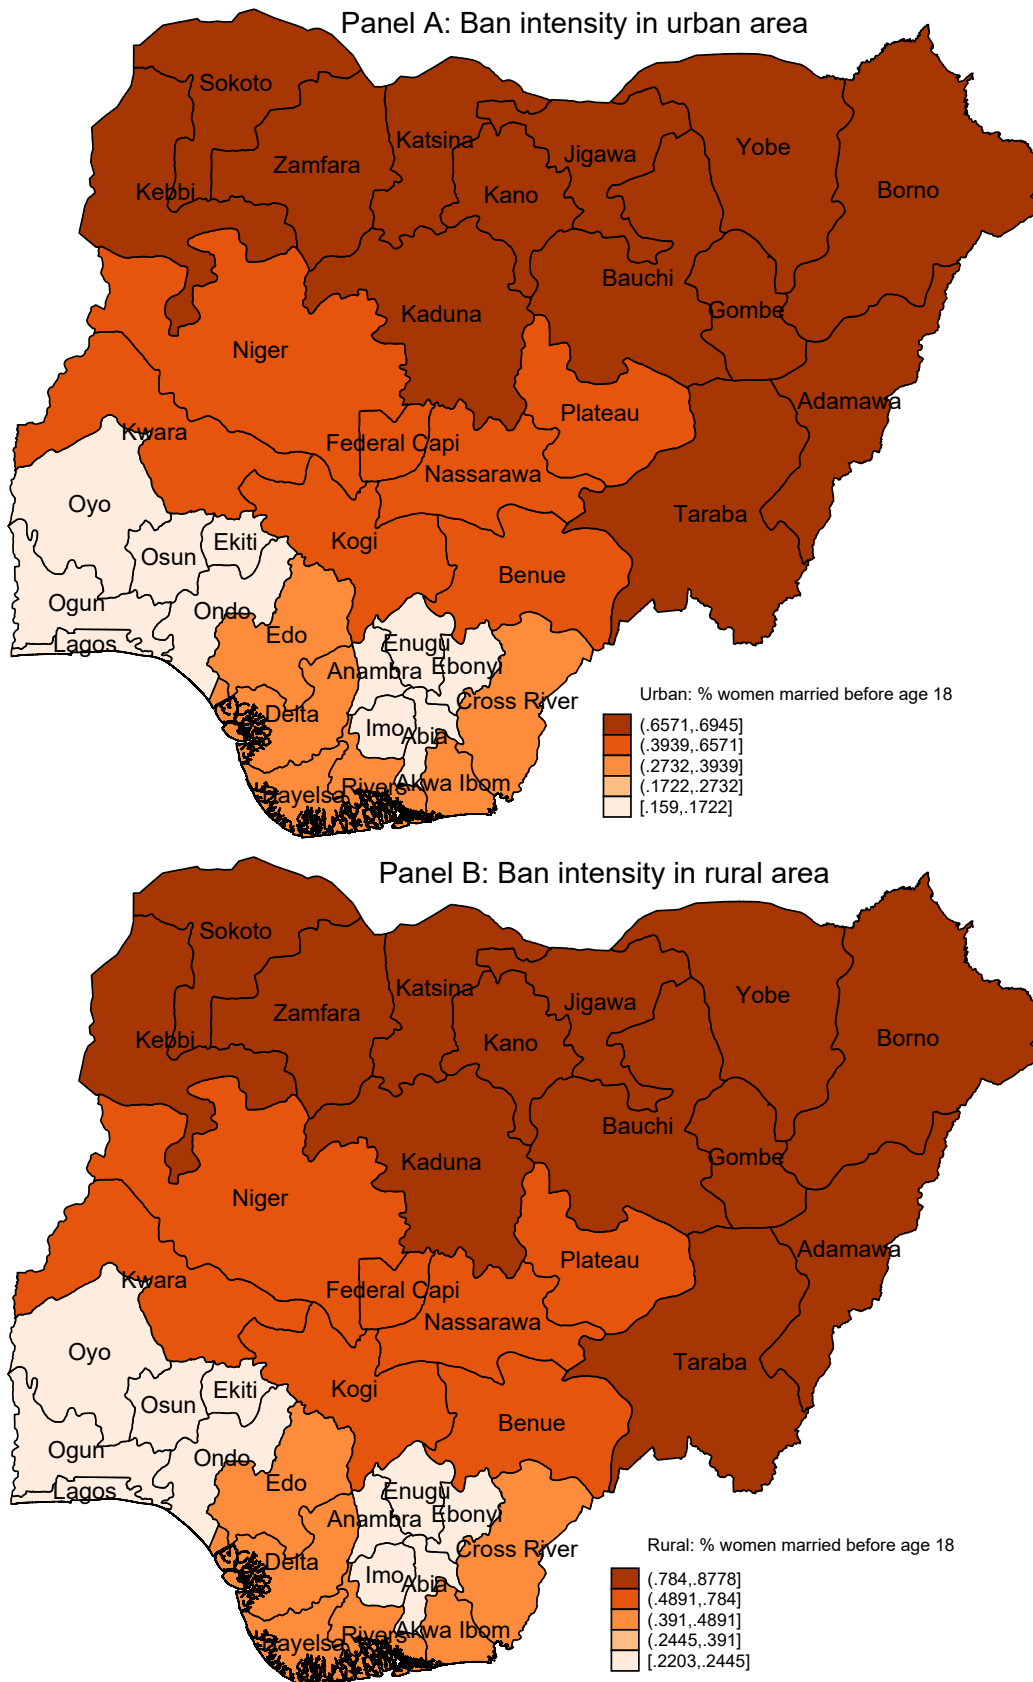 Panel A: Ban intensity in urban area
Sokoto
Katsina
Jigawa
Yobe
Zamfara
Kebbi
Kano
Borno
Bauchi
Kaduna
Gombe
Niger
Adamawa
Plateau
Kwara
Federal Capi
Nassarawa
Oyo
Taraba
Kogi
Ekiti
Osun
Benue
Ogun
Ondo
Edo
Lagos
Enugu
Ebonyi
Anambra
Cross River
Delta
Imo
Abia
Rivers
Akwa Ibom
Bayelsa
Urban: % women married before age 18
(.6571,.6945]
(.3939,.6571]
(.2732,.3939]
(.1722,.2732]
[.159,.1722]
Panel B: Ban intensity in rural area
Sokoto
Katsina
Jigawa
Yobe
Zamfara
Kebbi
Kano
Borno
Bauchi
Kaduna
Gombe
Niger
Adamawa
Plateau
Kwara
Federal Capi
Nassarawa
Oyo
Taraba
Kogi
Ekiti
Osun
Benue
Ogun
Ondo
Edo
Lagos
Enugu
Ebonyi
Anambra
Cross River
Delta
Imo
Abia
Rivers
Akwa Ibom
Bayelsa
Rural: % women married before age 18
(.784,.8778]
(.4891,.784]
(.391,.4891]
(.2445,.391]
[.2203,.2445]